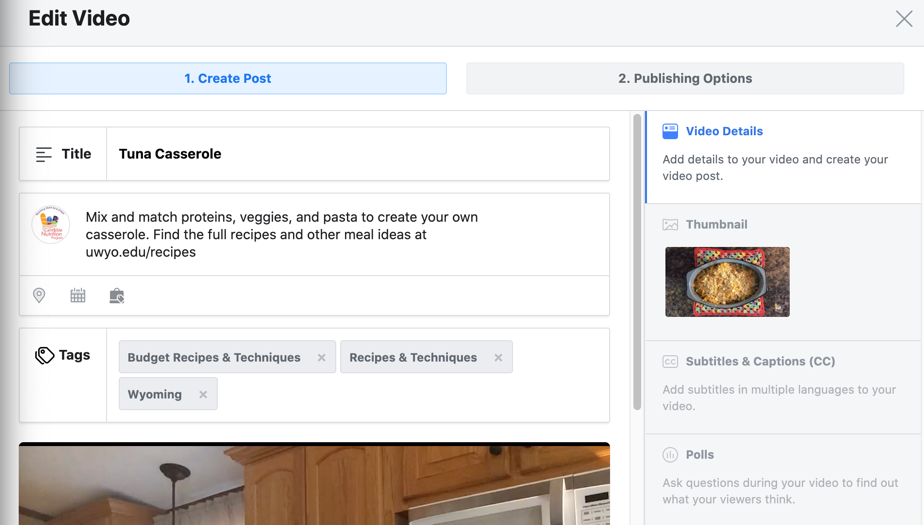 Edit Video
1. Create Post
2. Publishing Options
Title
Tuna Casserole
Mix and match proteins, veggies, and pasta to create your own
casserole. Find the full recipes and other meal ideas at
uwyo.edu/recipes
Tags
Budget Recipes & Techniques
Recipes & Techniques
Wyoming
Video Details
Add details to your video and create your
video post.
Thumbnail
CC
Subtitles & Captions (CC)
Add subtitles in multiple languages to your
video.
Polls
Ask questions during your video to find out
what your viewers think.